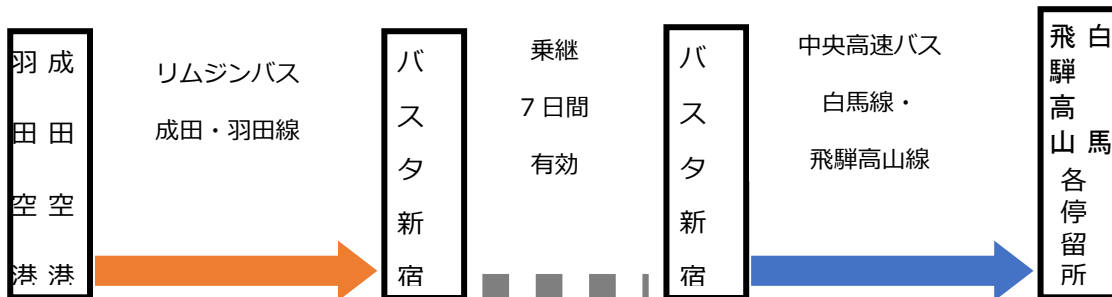 成田空港
羽田空港
リムジンバス
成田・羽田線
バスタ新宿
乗継
7日間
有効
バスタ新宿
中央高速バス
白馬線・
飛騨高山線
白馬
飛騨高山
各停留所